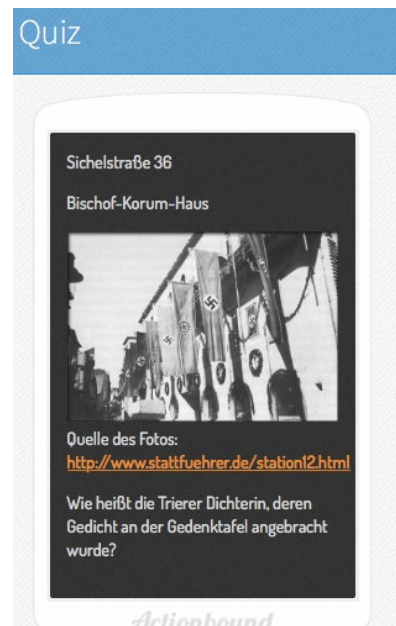 Quiz
Sichelstraße 36
Bischof-Korum-Haus
Quelle des Fotos:
http://www.stattfuehrer.de/station12.html
Wie heißt die Trierer Dichterin, deren
Gedicht an der Gedenktafel angebracht
wurde?
Actionbound